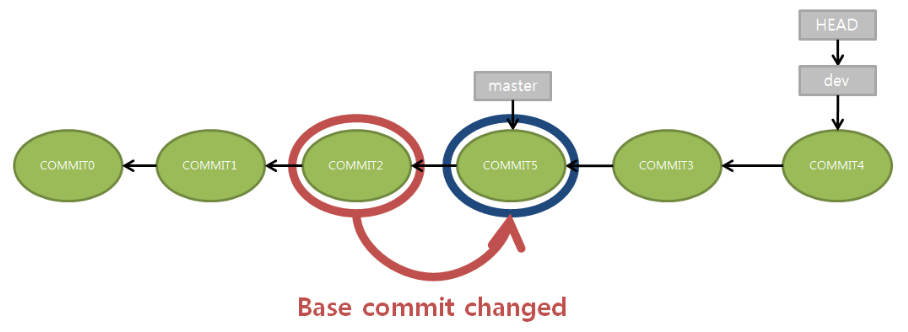 HEAD
dev
master
COMMIT0
COMMIT1
COMMIT2
COMMIT5
COMMIT3
COMMIT4
Base commit changed